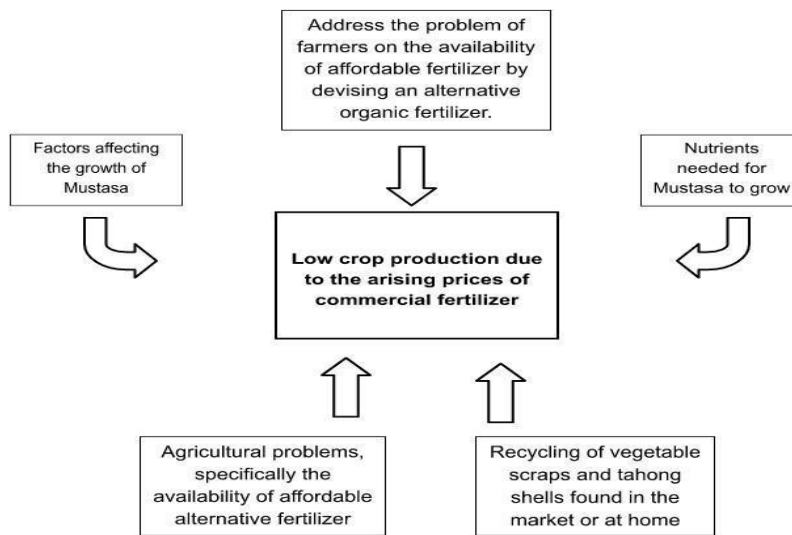 Address the problem of
farmers on the availability
of affordable fertilizer by
devising an alternative
organic fertilizer.
Factors affecting
the growth of
Mustasa
Nutrients
needed for
Mustasa to grow
Low crop production due
to the arising prices of
commercial fertilizer
Agricultural problems,
specifically the
availability of affordable
alternative fertilizer
Recycling of vegetable
scraps and tahong
shells found in the
market or at home